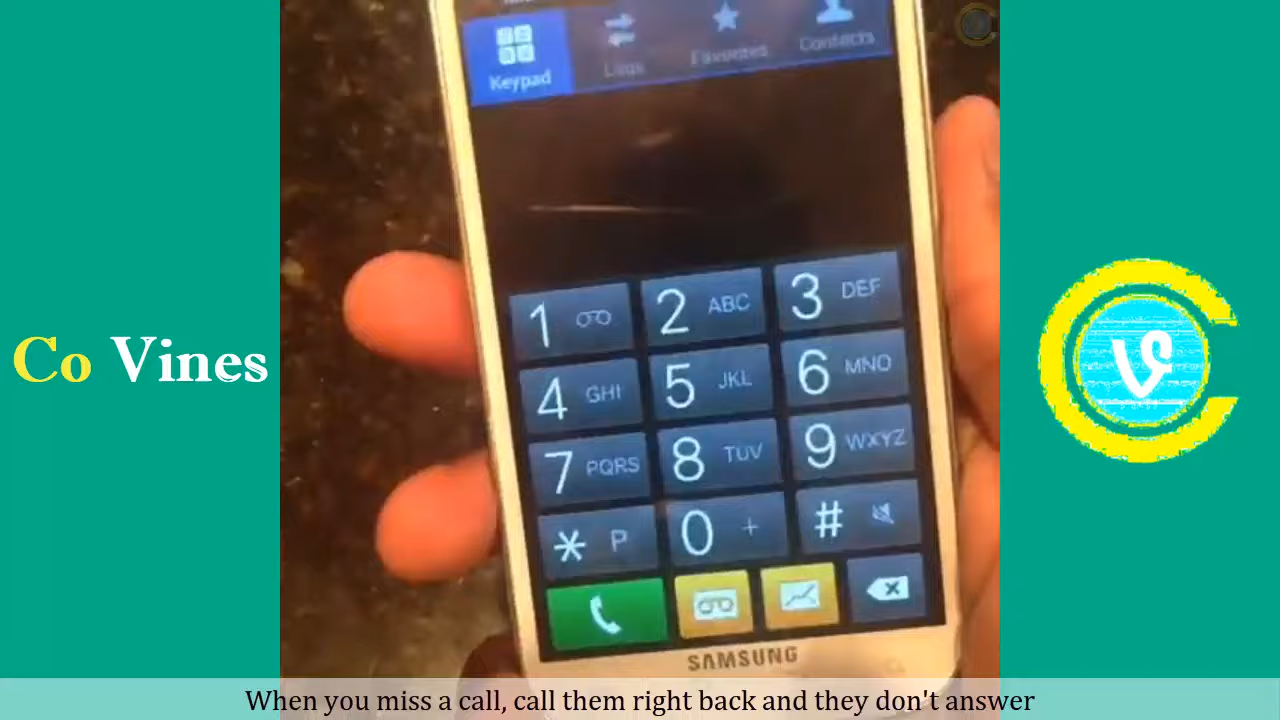 Keypad
Logs
Favorites
Contacts
1
2 ABC
3 DEF
4 GHI
5 JKL
6 MNO
7 PQRS
8 TUV
9 WXYZ
* P
0 +
#
SAMSUNG
Co Vines
When you miss a call, call them right back and they don't answer